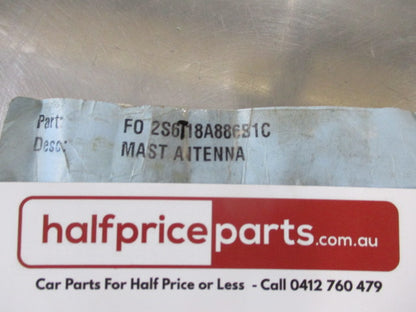 Part: FO 2S6T18A886B1C
Desc: MAST ANTENNA
halfpriceparts.com.au
Car Parts For Half Price or Less - Call 0412 760 479